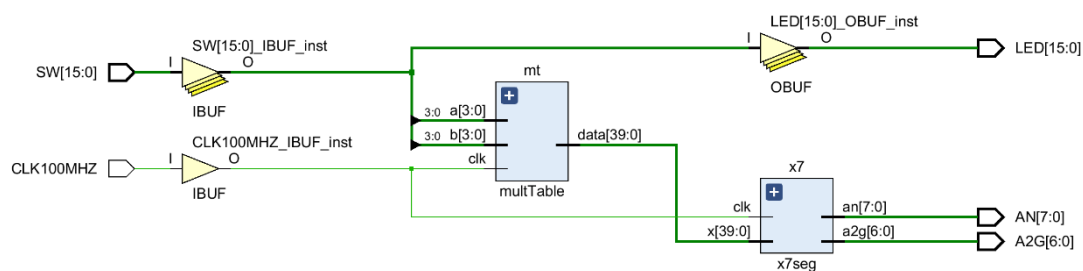 LED[15:0]_OBUF_inst
SW[15:0]_IBUF_inst
I
O
I
O
SW[15:0]
LED[15:0]
mt
IBUF
OBUF
3:0 a[3:0]
CLK100MHZ_IBUF_inst
3:0 b[3:0]
data[39:0]
I
O
clk
CLK100MHZ
multTable
x7
IBUF
clk
an[7:0]
AN[7:0]
x[39:0]
a2g[6:0]
A2G[6:0]
x7seg